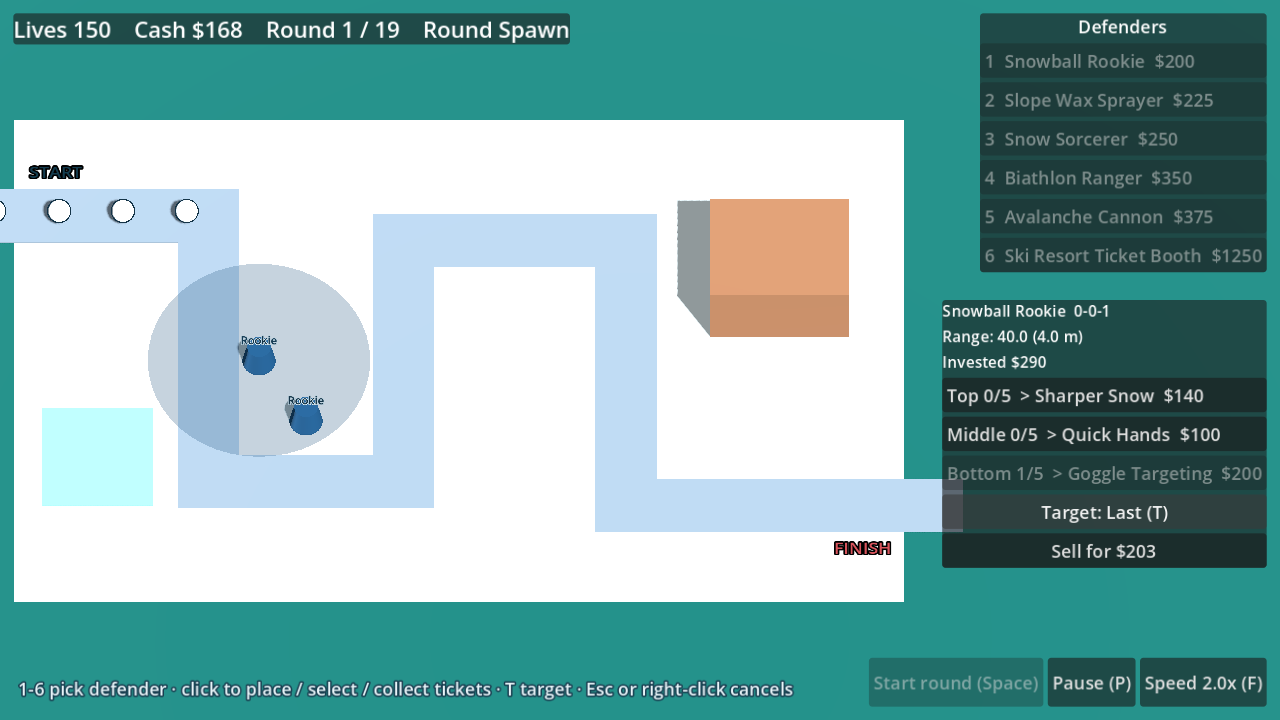 Lives 150 Cash $168 Round 1 / 19 Round Spawn
Defenders
1 Snowball Rookie $200
2 Slope Wax Sprayer $225
3 Snow Sorcerer $250
4 Biathlon Ranger $350
5 Avalanche Cannon $375
6 Ski Resort Ticket Booth $1250
START
Rookie
Rookie
FINISH
Snowball Rookie 0-0-1
Range: 40.0 (4.0 m)
Invested $290
Top 0/5 > Sharper Snow $140
Middle 0/5 > Quick Hands $100
Bottom 1/5 > Goggle Targeting $200
Target: Last (T)
Sell for $203
1-6 pick defender · click to place / select / collect tickets · T target · Esc or right-click cancels
Start round (Space) Pause (P) Speed 2.0x (F)